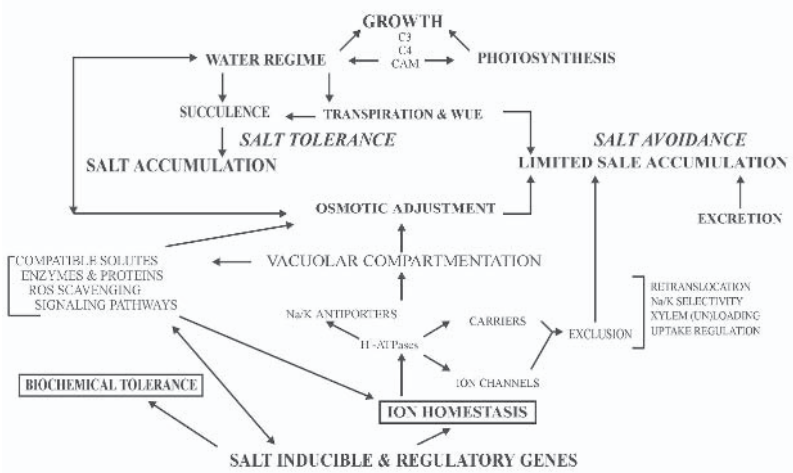 GROWTH
C3
C4
CAM
WATER REGIME
PHOTOSYNTHESIS
SUCCULENCE
TRANSPIRATION & WUE
SALT TOLERANCE
SALT AVOIDANCE
SALT ACCUMULATION
LIMITED SALE ACCUMULATION
OSMOTIC ADJUSTMENT
EXCRETION
COMPATIBLE SOLUTES
ENZYMES & PROTEINS
ROS SCAVENGING
SIGNALING PATHWAYS
VACUOLAR COMPARTMENTATION
RETRANSLOCATION
Na/K SELECTIVITY
XYLEM (UN)LOADING
UPTAKE REGULATION
Na/K ANTIPORTERS
CARRIERS
EXCLUSION
H-ATPases
ION CHANNELS
BIOCHEMICAL TOLERANCE
ION HOMESTASIS
SALT INDUCIBLE & REGULATORY GENES